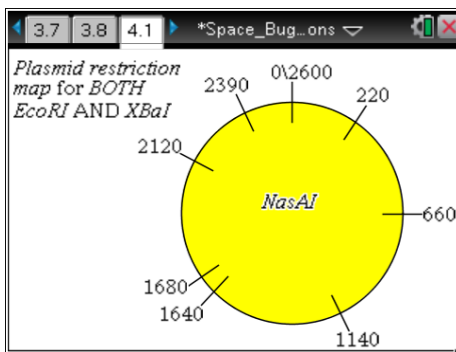 3.7 3.8 4.1 *Space_Bug...ons
Plasmid restriction
map for BOTH
EcoRI AND XBaI
0\2600
2390
220
2120
NasAI
660
1680
1640
1140